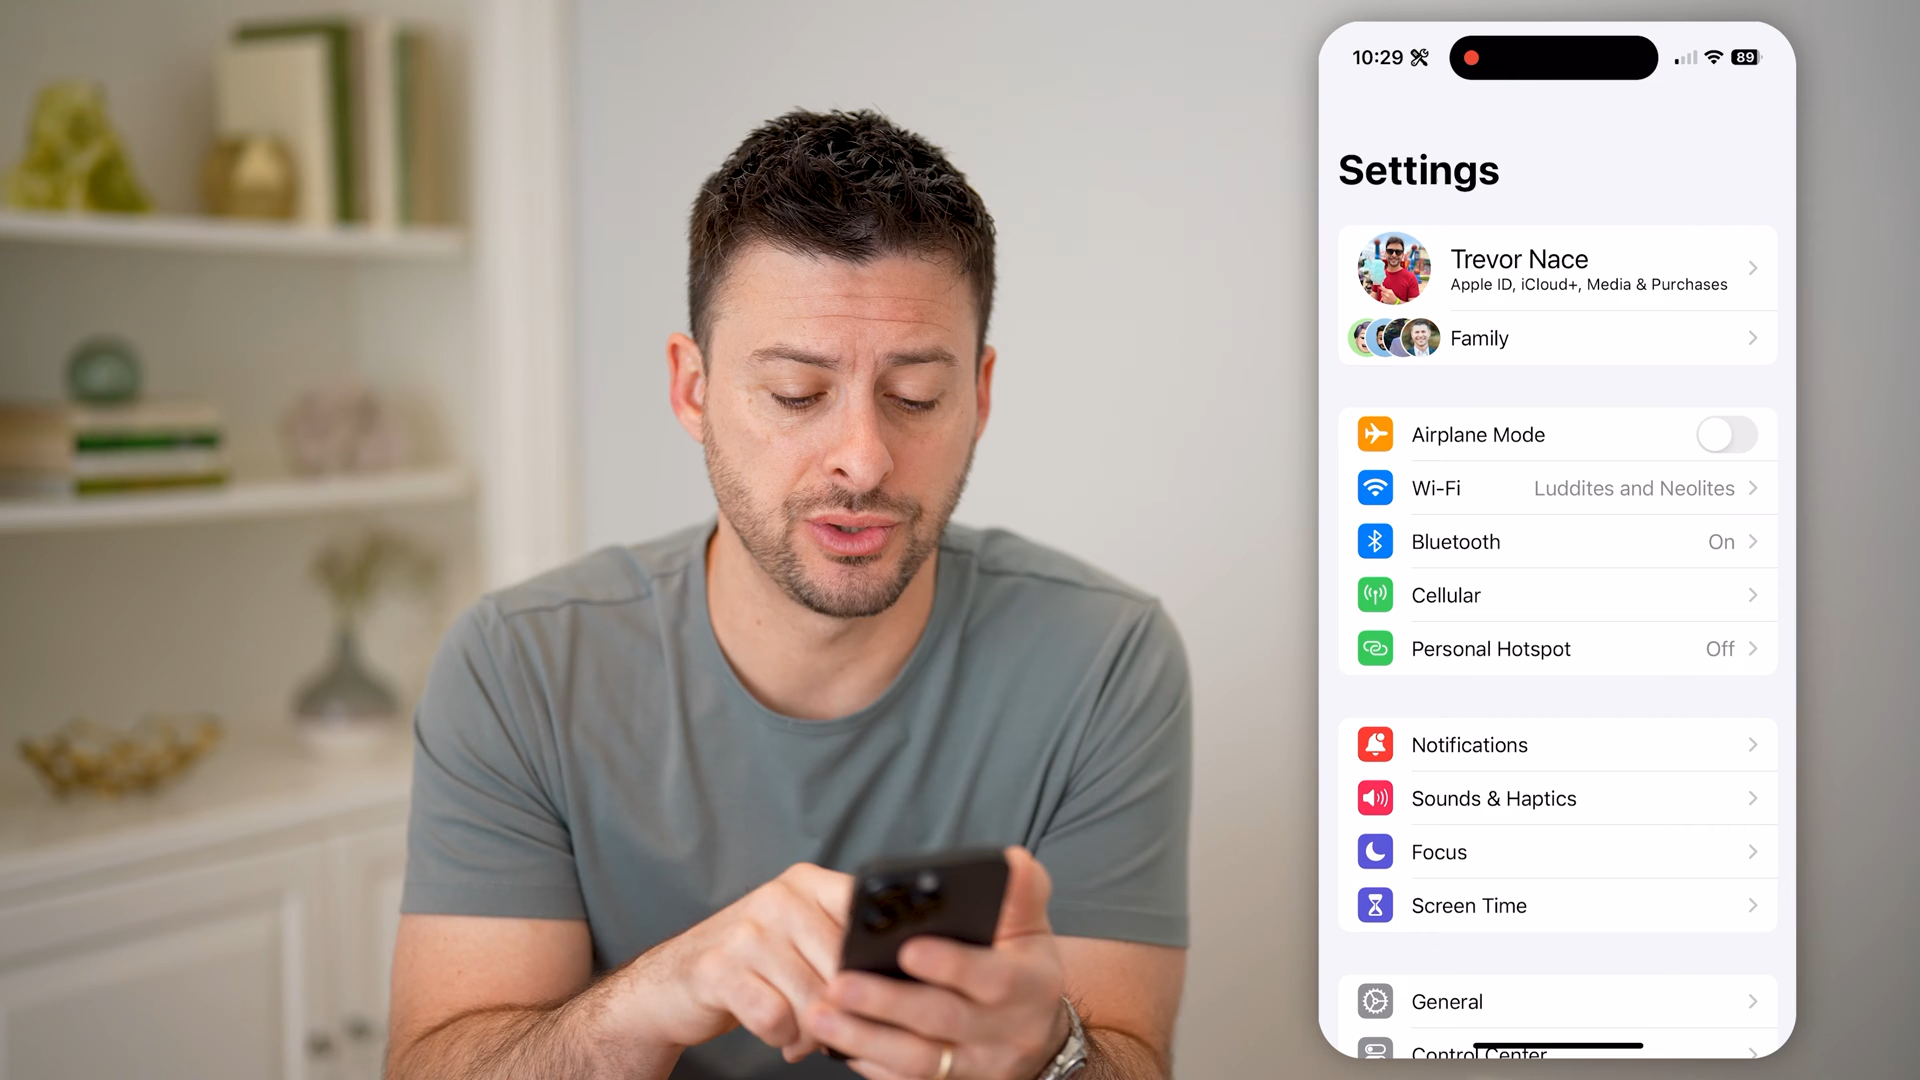 10:29
89
Settings
Trevor Nace
Apple ID, iCloud+, Media & Purchases
Family
Airplane Mode
Wi-Fi Luddites and Neolites
Bluetooth On
Cellular
Personal Hotspot Off
Notifications
Sounds & Haptics
Focus
Screen Time
General
Control Center